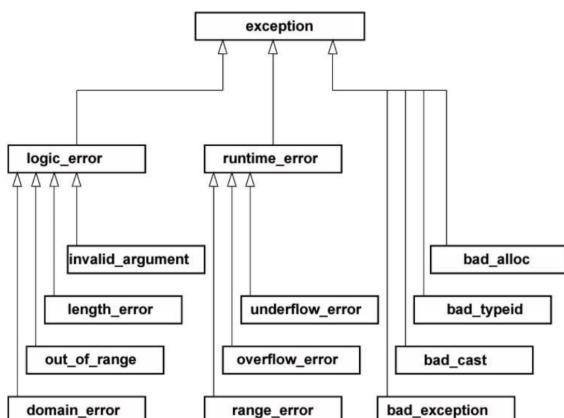 exception
logic_error
runtime_error
invalid_argument
bad_alloc
length_error
underflow_error
bad_typeid
out_of_range
overflow_error
bad_cast
domain_error
range_error
bad_exception